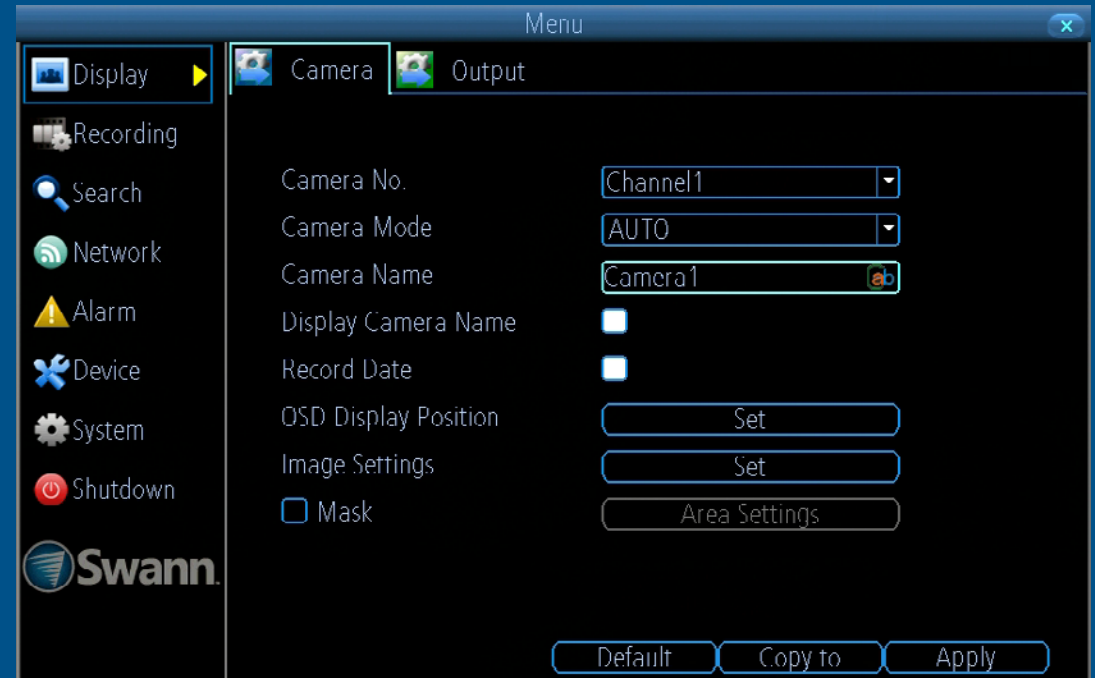 Menu
Display
Recording
Search
Network
Alarm
Device
System
Shutdown
Swann.
Camera
Output
Camera No. Channel1
Camera Mode AUTO
Camera Name Camera1 ab
Display Camera Name
Record Date
OSD Display Position Set
Image Settings Set
Mask Area Settings
Default Copy to Apply